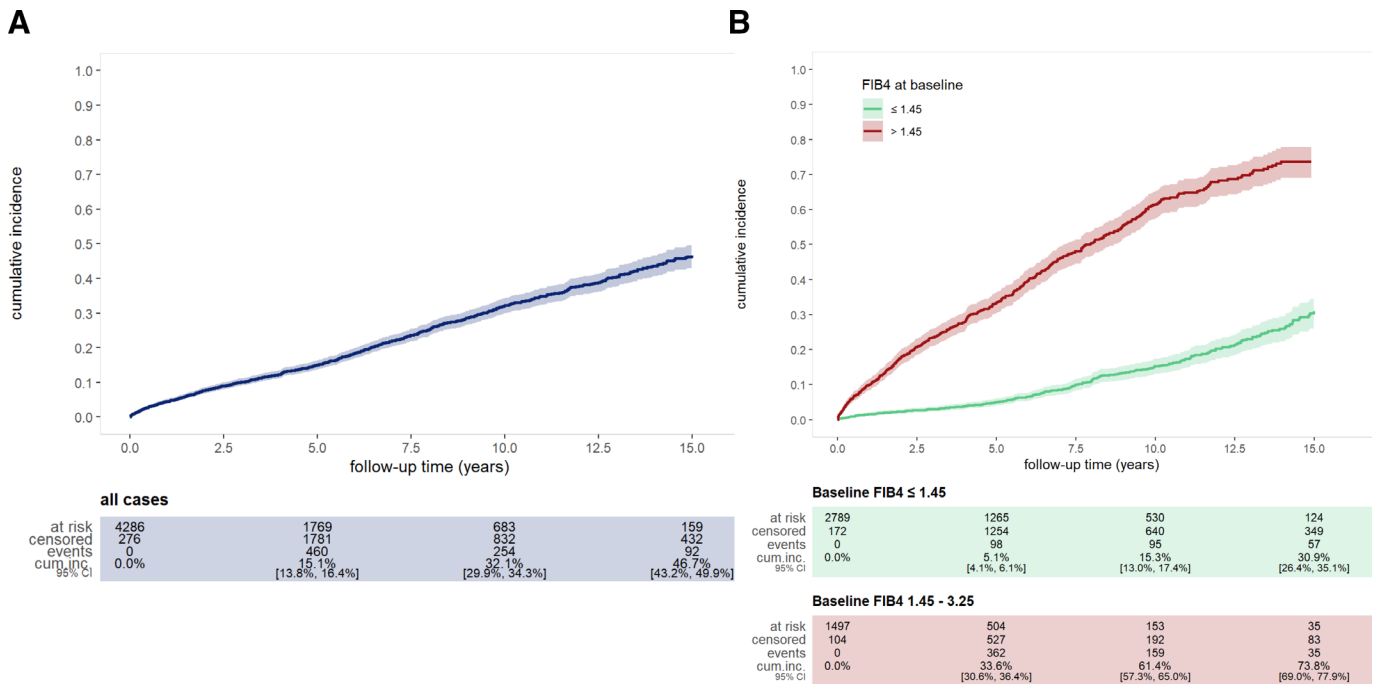 A
1.0
0.9
0.8
0.7
0.6
0.5
0.4
0.3
0.2
0.1
0.0
cumulative incidence
0.0 2.5 5.0 7.5 10.0 12.5 15.0
follow-up time (years)
all cases
at risk 4286 1769 683 159
censored 276 1781 832 432
events 0 460 254 92
cum.inc. 0.0% 15.1% 32.1% 46.7%
95% CI [13.8%, 16.4%] [29.9%, 34.3%] [43.2%, 49.9%]
B
FIB4 at baseline
≤ 1.45
> 1.45
1.0
0.9
0.8
0.7
0.6
0.5
0.4
0.3
0.2
0.1
0.0
cumulative incidence
0.0 2.5 5.0 7.5 10.0 12.5 15.0
follow-up time (years)
Baseline FIB4 ≤ 1.45
at risk 2789 1265 530 124
censored 172 1254 640 349
events 0 98 95 57
cum.inc. 0.0% 5.1% 15.3% 30.9%
95% CI [4.1%, 6.1%] [13.0%, 17.4%] [26.4%, 35.1%]
Baseline FIB4 1.45 - 3.25
at risk 1497 504 153 35
censored 104 527 192 83
events 0 362 159 35
cum.inc. 0.0% 33.6% 61.4% 73.8%
95% CI [30.6%, 36.4%] [57.3%, 65.0%] [69.0%, 77.9%]